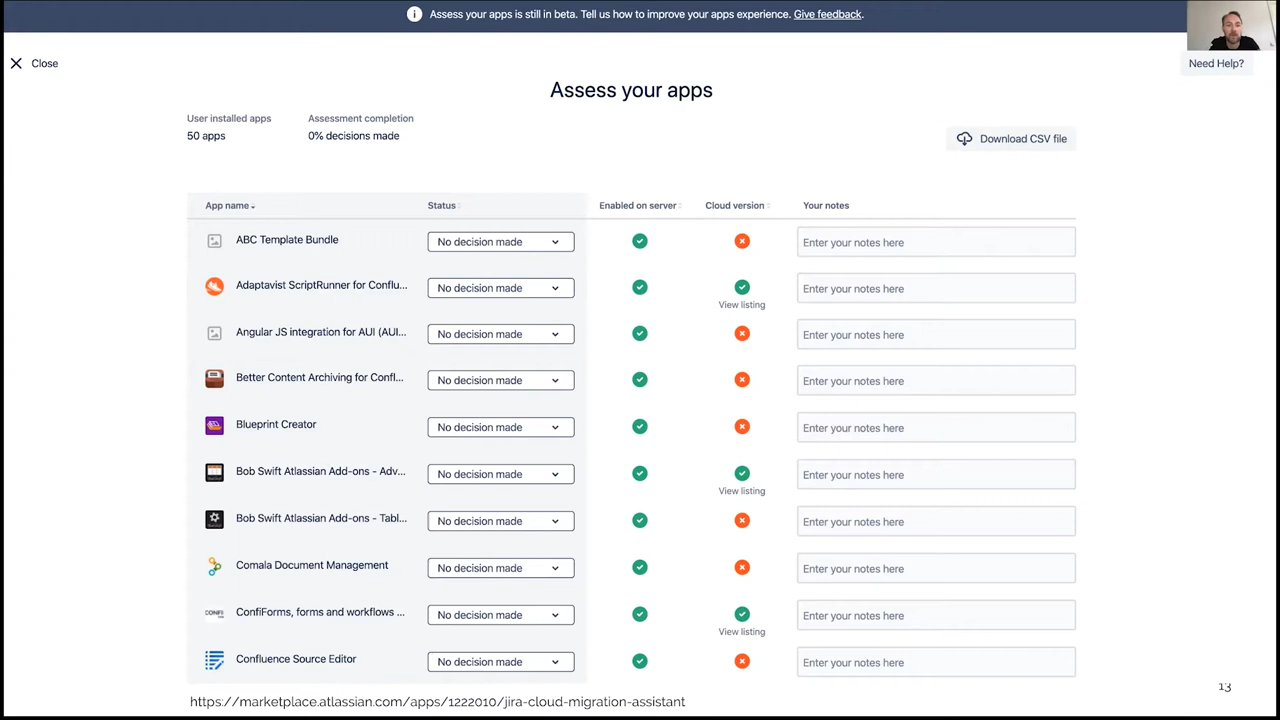 Assess your apps is still in beta. Tell us how to improve your apps experience. Give feedback.
Close
Need Help?
Assess your apps
User installed apps
Assessment completion
50 apps
0% decisions made
Download CSV file
App name
Status
Enabled on server
Cloud version
Your notes
ABC Template Bundle
No decision made
Enter your notes here
Adaptavist ScriptRunner for Conflu...
No decision made
View listing
Enter your notes here
Angular JS integration for AUI (AUI...
No decision made
Enter your notes here
Better Content Archiving for Confl...
No decision made
Enter your notes here
Blueprint Creator
No decision made
Enter your notes here
Bob Swift Atlassian Add-ons - Adv...
No decision made
View listing
Enter your notes here
Bob Swift Atlassian Add-ons - Tabl...
No decision made
Enter your notes here
Comala Document Management
No decision made
Enter your notes here
CONFI
ConfiForms, forms and workflows ...
No decision made
View listing
Enter your notes here
Confluence Source Editor
No decision made
Enter your notes here
https://marketplace.atlassian.com/apps/1222010/jira-cloud-migration-assistant
13